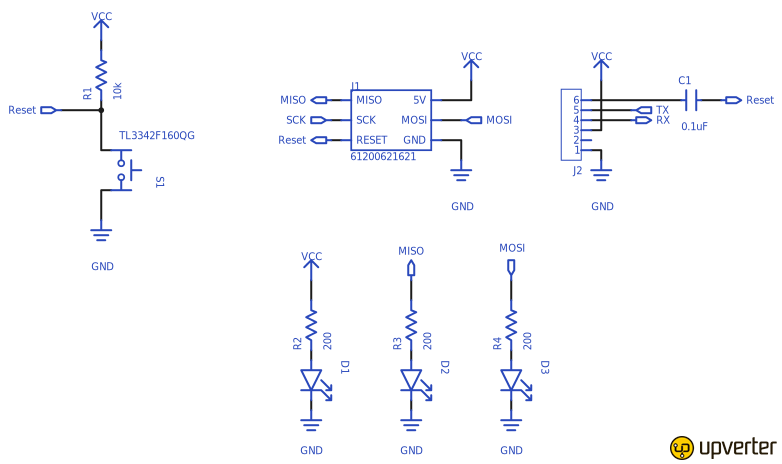 VCC
R1
10k
Reset
TL3342F160QG
S1
GND
J1
VCC
MISO
MISO
5V
SCK
SCK
MOSI
MOSI
Reset
RESET
GND
61200621621
GND
VCC
C1
6
Reset
5
TX
4
RX
3
0.1uF
2
1
J2
GND
VCC
R2
200
D1
GND
MISO
R3
200
D2
GND
MOSI
R4
200
D3
GND
upverter